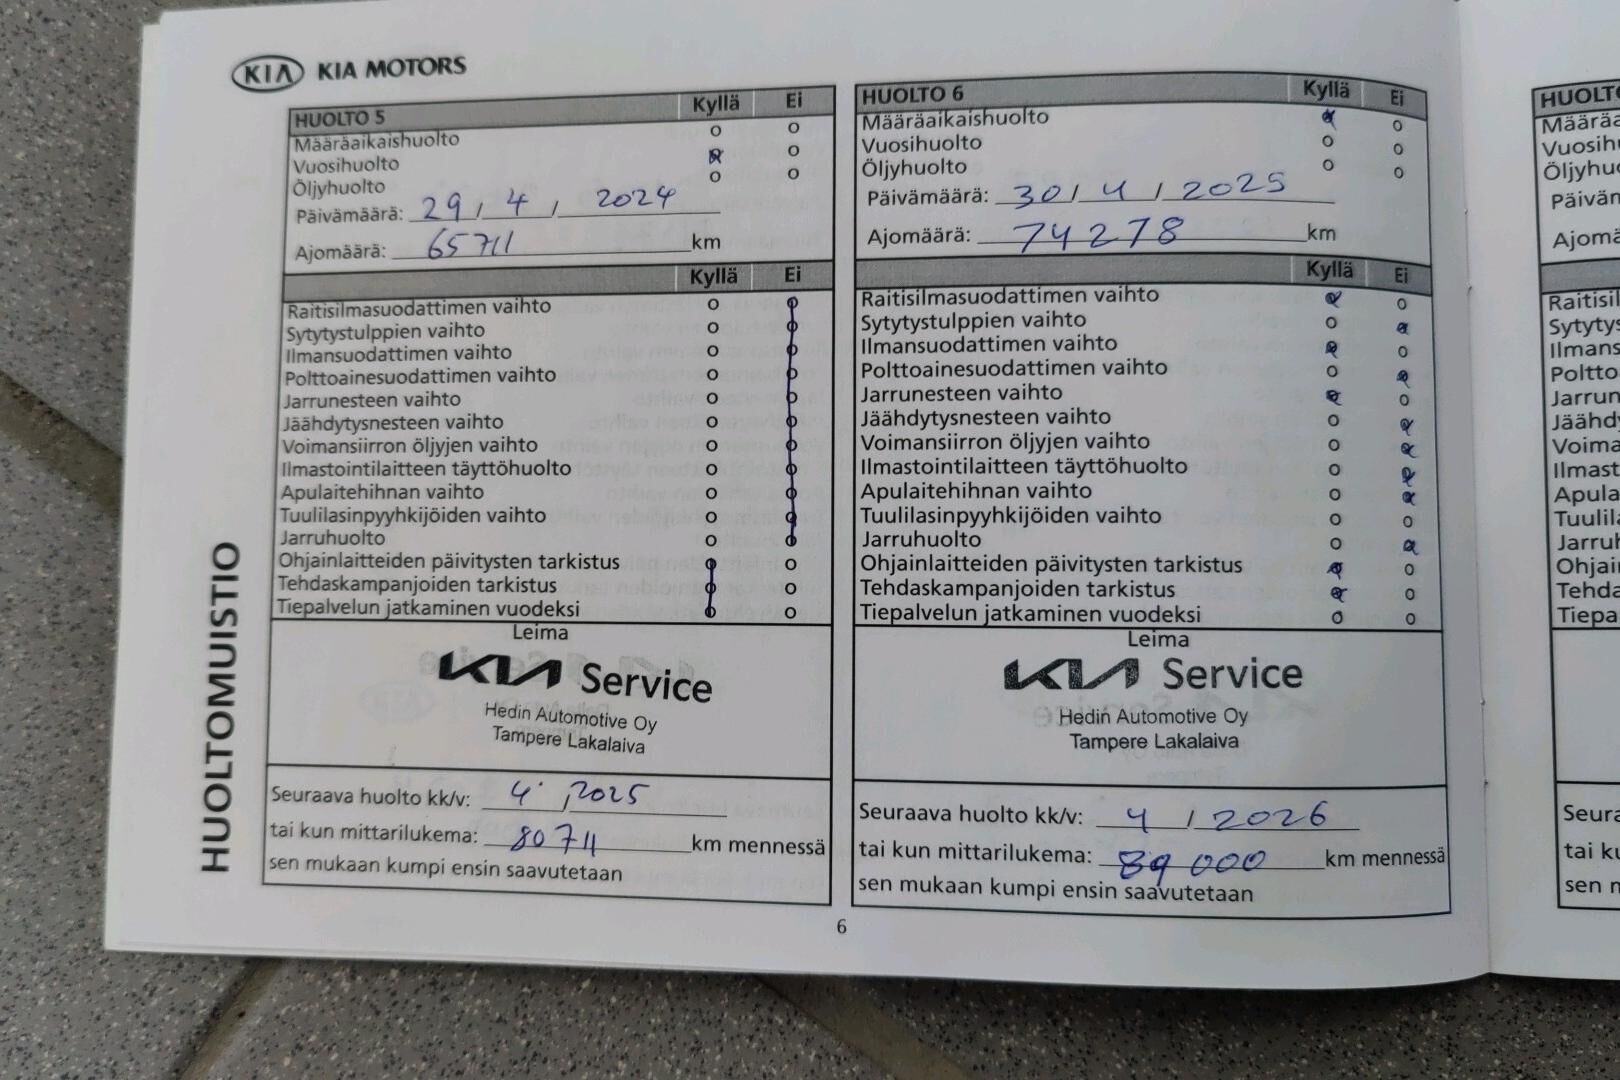 KIA KIA MOTORS
HUOLTOMUISTIO
HUOLTO 5 Kyllä Ei
Määräaikaishuolto
Vuosihuolto
Öljyhuolto
Päivämäärä: 29 / 4 / 2024
Ajomäärä: 65711 km
Kyllä Ei
Raitisilmasuodattimen vaihto
Sytytystulppien vaihto
Ilmansuodattimen vaihto
Polttoainesuodattimen vaihto
Jarrunesteen vaihto
Jäähdytysnesteen vaihto
Voimansiirron öljyjen vaihto
Ilmastointilaitteen täyttöhuolto
Apulaitehihnan vaihto
Tuulilasinpyyhkijöiden vaihto
Jarruhuolto
Ohjainlaitteiden päivitysten tarkistus
Tehdaskampanjoiden tarkistus
Tiepalvelun jatkaminen vuodeksi
Leima
KIA Service
Hedin Automotive Oy
Tampere Lakalaiva
Seuraava huolto kk/v: 4 / 2025
tai kun mittarilukema: 80711 km mennessä
sen mukaan kumpi ensin saavutetaan
HUOLTO 6 Kyllä Ei
Määräaikaishuolto
Vuosihuolto
Öljyhuolto
Päivämäärä: 30 / 4 / 2025
Ajomäärä: 74278 km
Kyllä Ei
Raitisilmasuodattimen vaihto
Sytytystulppien vaihto
Ilmansuodattimen vaihto
Polttoainesuodattimen vaihto
Jarrunesteen vaihto
Jäähdytysnesteen vaihto
Voimansiirron öljyjen vaihto
Ilmastointilaitteen täyttöhuolto
Apulaitehihnan vaihto
Tuulilasinpyyhkijöiden vaihto
Jarruhuolto
Ohjainlaitteiden päivitysten tarkistus
Tehdaskampanjoiden tarkistus
Tiepalvelun jatkaminen vuodeksi
Leima
KIA Service
Hedin Automotive Oy
Tampere Lakalaiva
Seuraava huolto kk/v: 4 / 2026
tai kun mittarilukema: 89 000 km mennessä
sen mukaan kumpi ensin saavutetaan
6